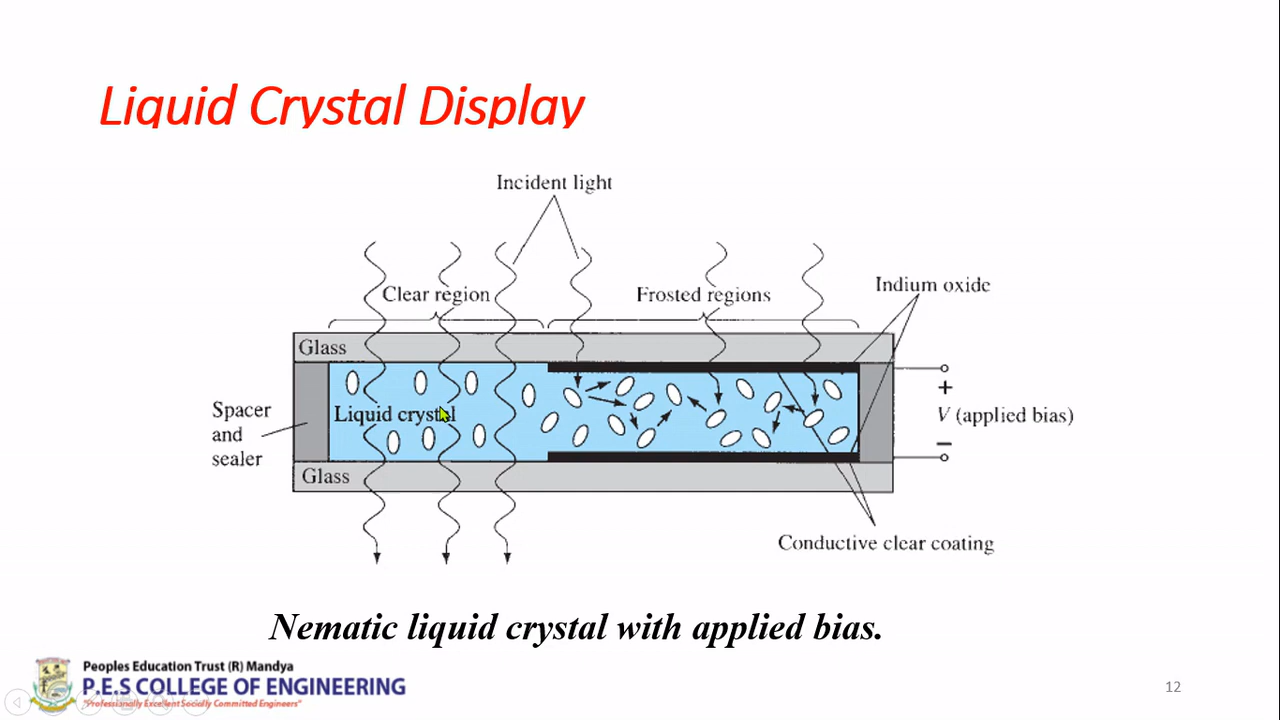 Liquid Crystal Display
Incident light
Clear region
Frosted regions
Indium oxide
Glass
Liquid crystal
Spacer
and
sealer
+
V (applied bias)
−
Glass
Conductive clear coating
Nematic liquid crystal with applied bias.
Peoples Education Trust (R) Mandya
P.E.S COLLEGE OF ENGINEERING
"Professionally Excellent Socially Committed Engineers"
12